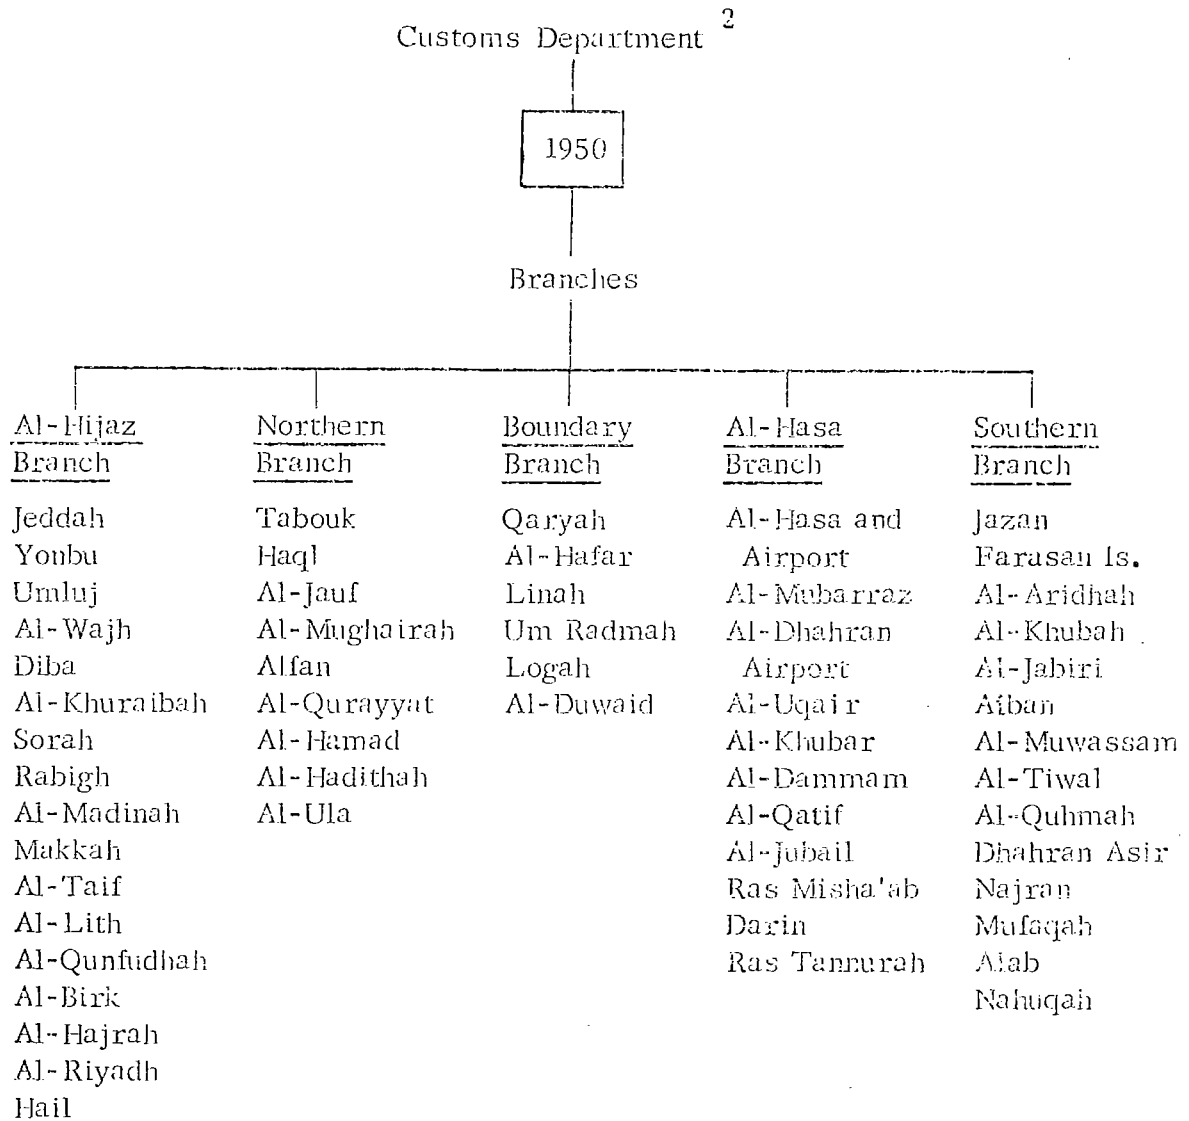 Customs Department 2
1950
Branches
Al-Hijaz
Branch
Jeddah
Yonbu
Umluj
Al-Wajh
Diba
Al-Khuraibah
Sorah
Rabigh
Al-Madinah
Makkah
Al-Taif
Al-Lith
Al-Qunfudhah
Al-Birk
Al-Hajrah
Al-Riyadh
Hail
Northern
Branch
Tabouk
Haql
Al-Jauf
Al-Mughairah
Alfan
Al-Qurayyat
Al-Hamad
Al-Hadithah
Al-Ula
Boundary
Branch
Qaryah
Al-Hafar
Linah
Um Radmah
Logah
Al-Duwaid
Al-Hasa
Branch
Al-Hasa and
Airport
Al-Mubarraz
Al-Dhahran
Airport
Al-Uqair
Al-Khubar
Al-Dammam
Al-Qatif
Al-Jubail
Ras Misha'ab
Darin
Ras Tannurah
Southern
Branch
Jazan
Farasan Is.
Al-Aridhah
Al-Khubah
Al-Jabiri
Aiban
Al-Muwassam
Al-Tiwal
Al-Quhmah
Dhahran Asir
Najran
Mufaqah
Alab
Nahuqah